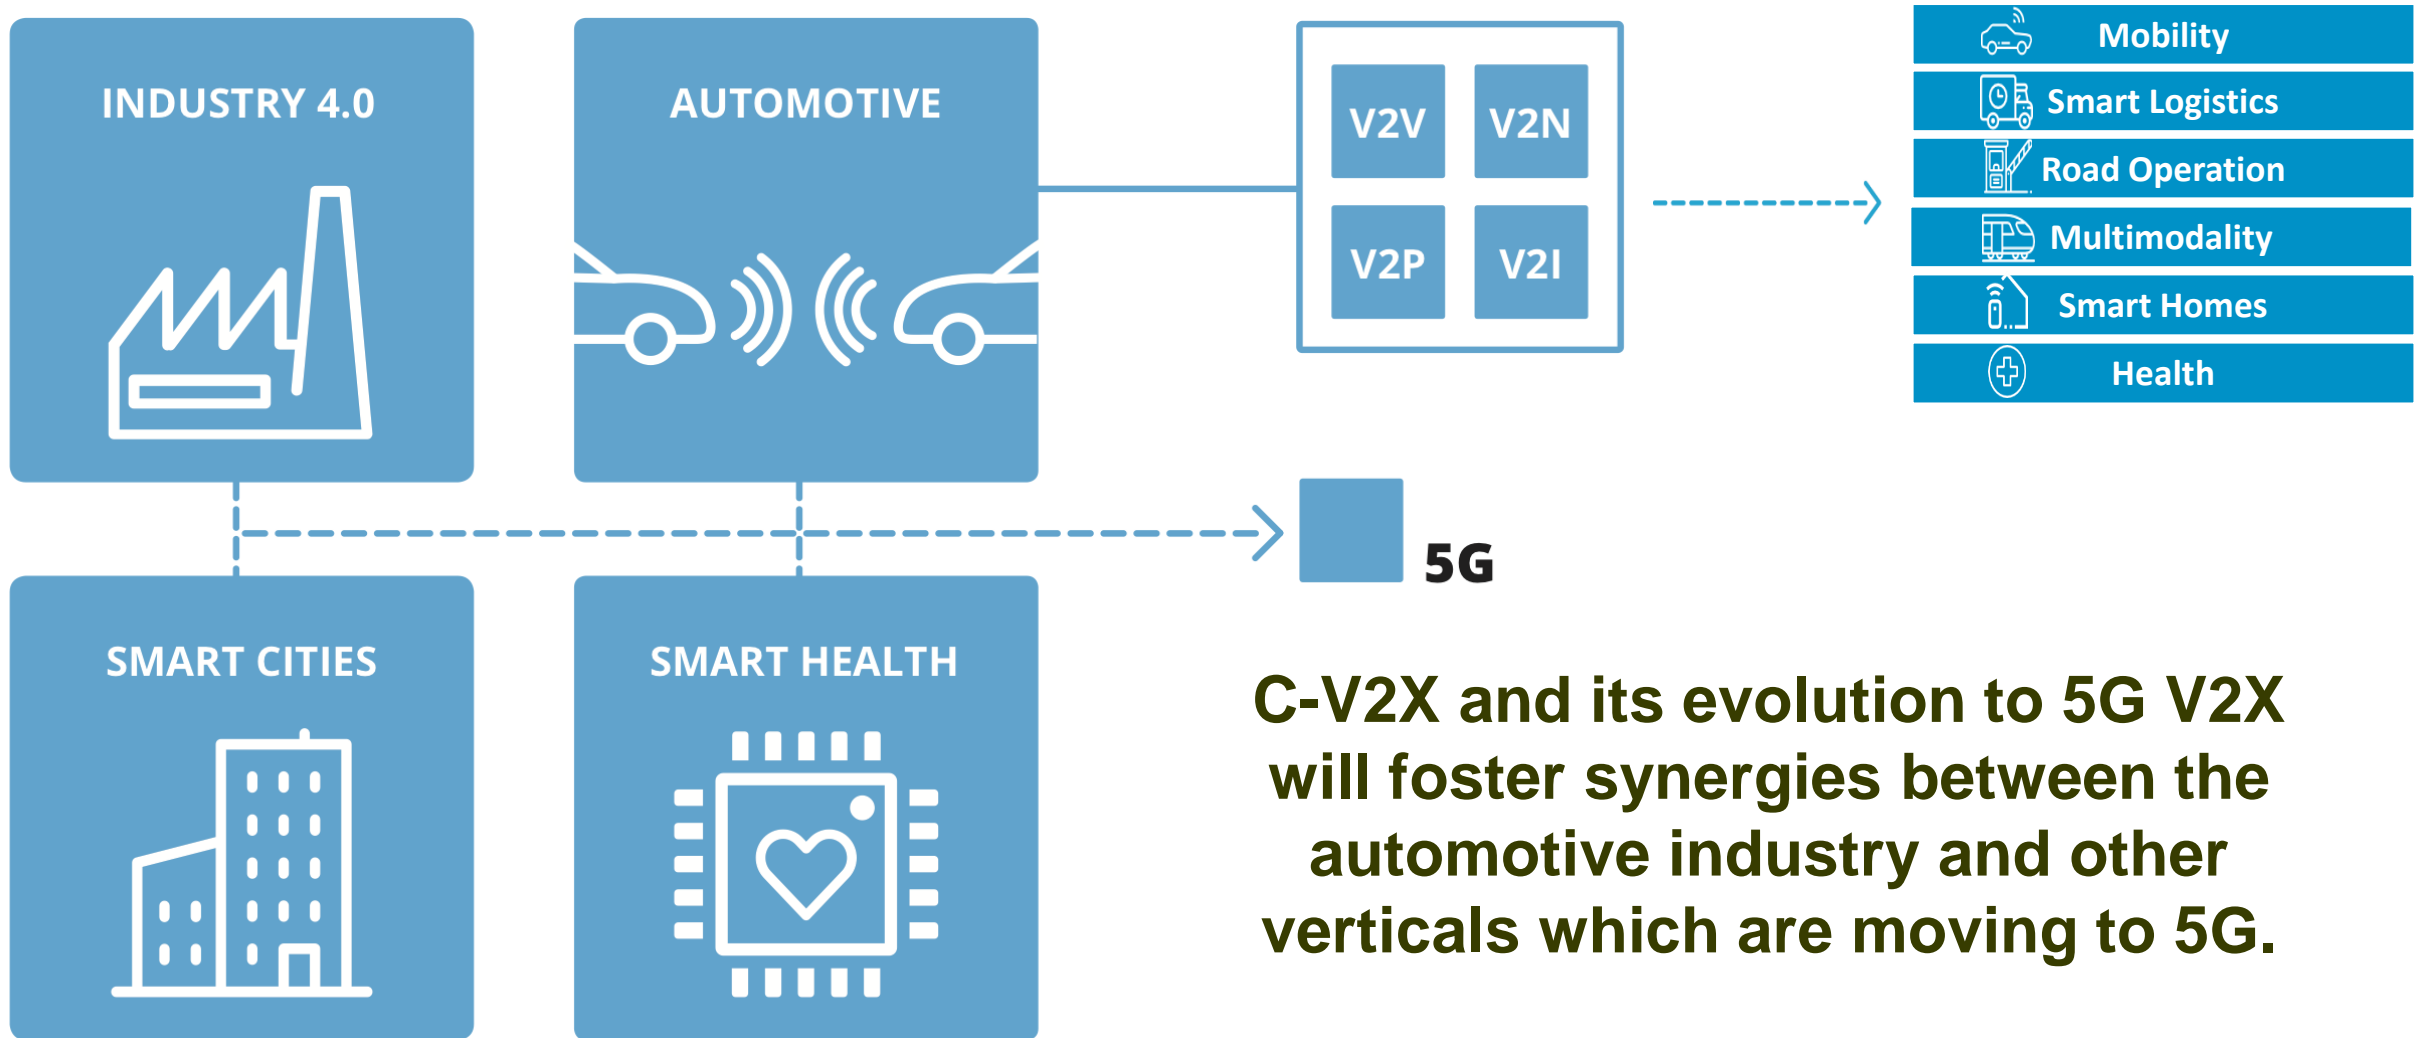 INDUSTRY 4.0
AUTOMOTIVE
V2V
V2N
V2P
V2I
Mobility
Smart Logistics
Road Operation
Multimodality
Smart Homes
Health
5G
SMART CITIES
SMART HEALTH
C-V2X and its evolution to 5G V2X
will foster synergies between the
automotive industry and other
verticals which are moving to 5G.